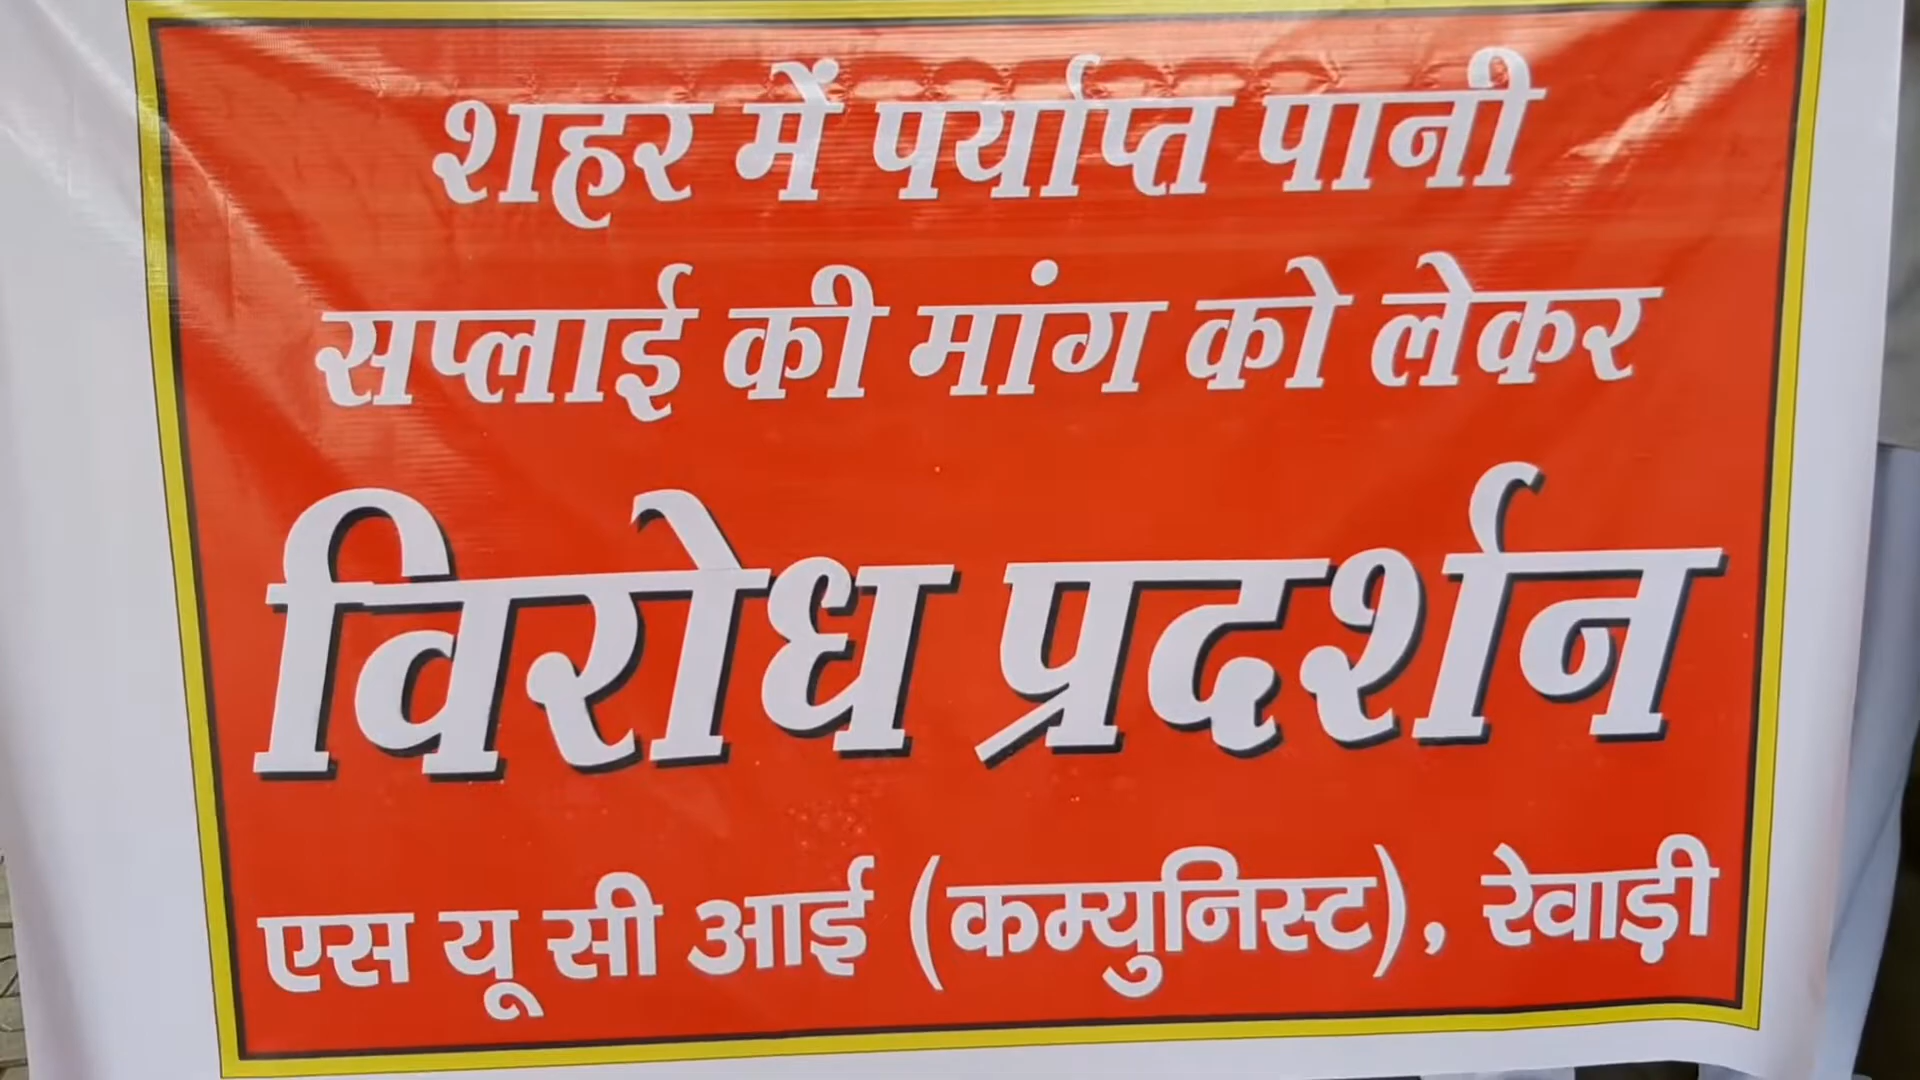 शहर में पर्याप्त पानी
सप्लाई की मांग को लेकर
विरोध प्रदर्शन
एस यू सी आई (कम्युनिस्ट), रेवाड़ी